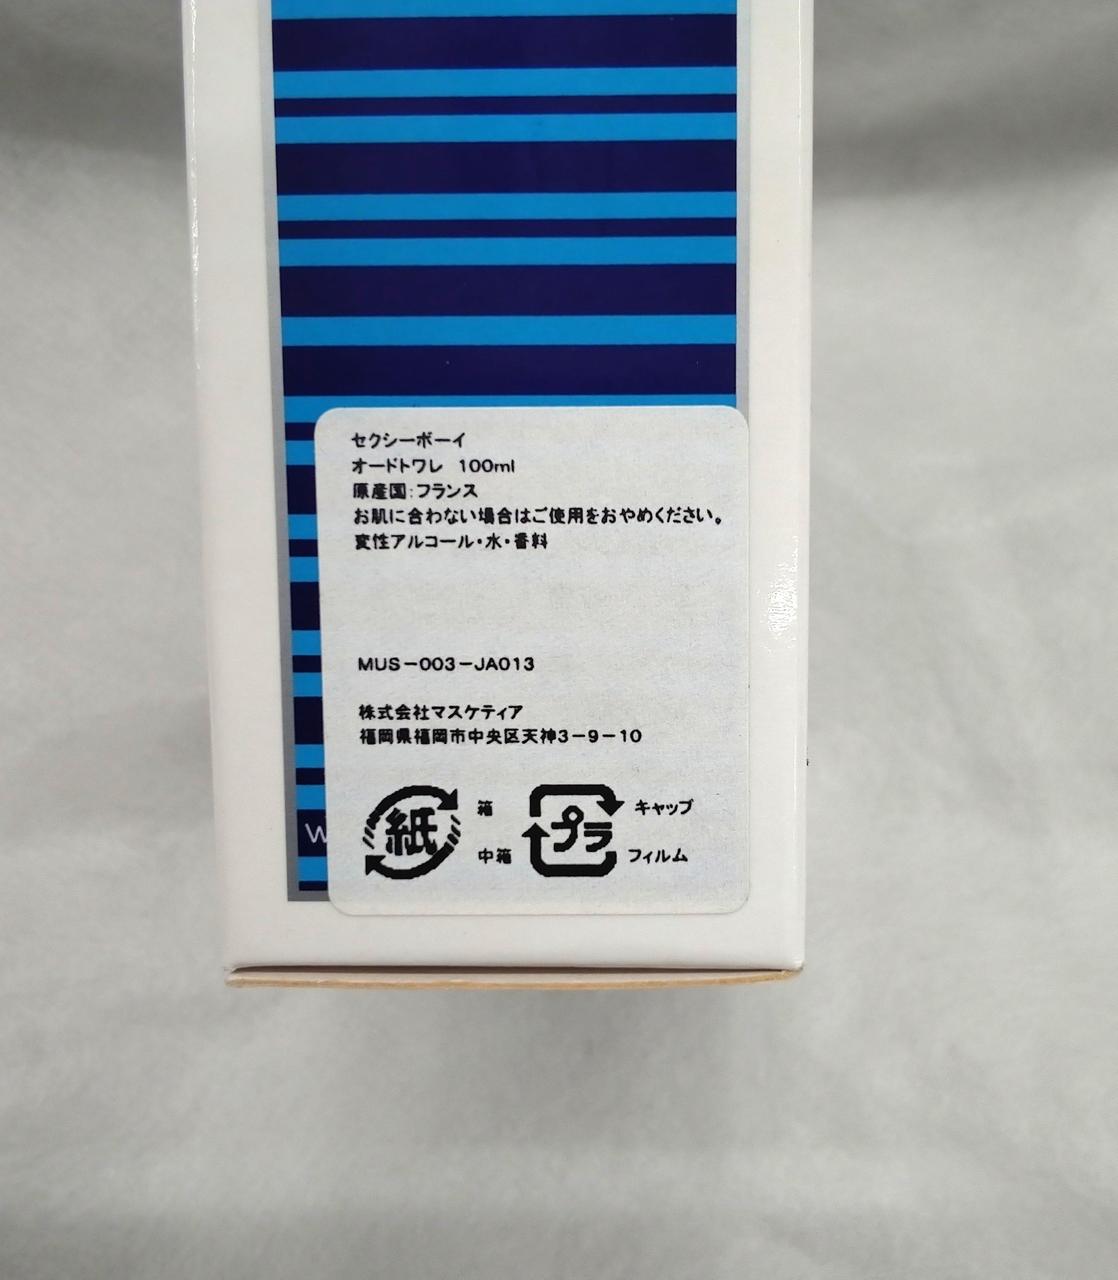 セクシーボーイ
オードトワレ 100ml
原産国:フランス
お肌に合わない場合はご使用をおやめください。
変性アルコール・水・香料
MUS-003-JA013
株式会社マスケティア
福岡県福岡市中央区天神3-9-10
紙 箱 中箱
プラ キャップ フィルム
W